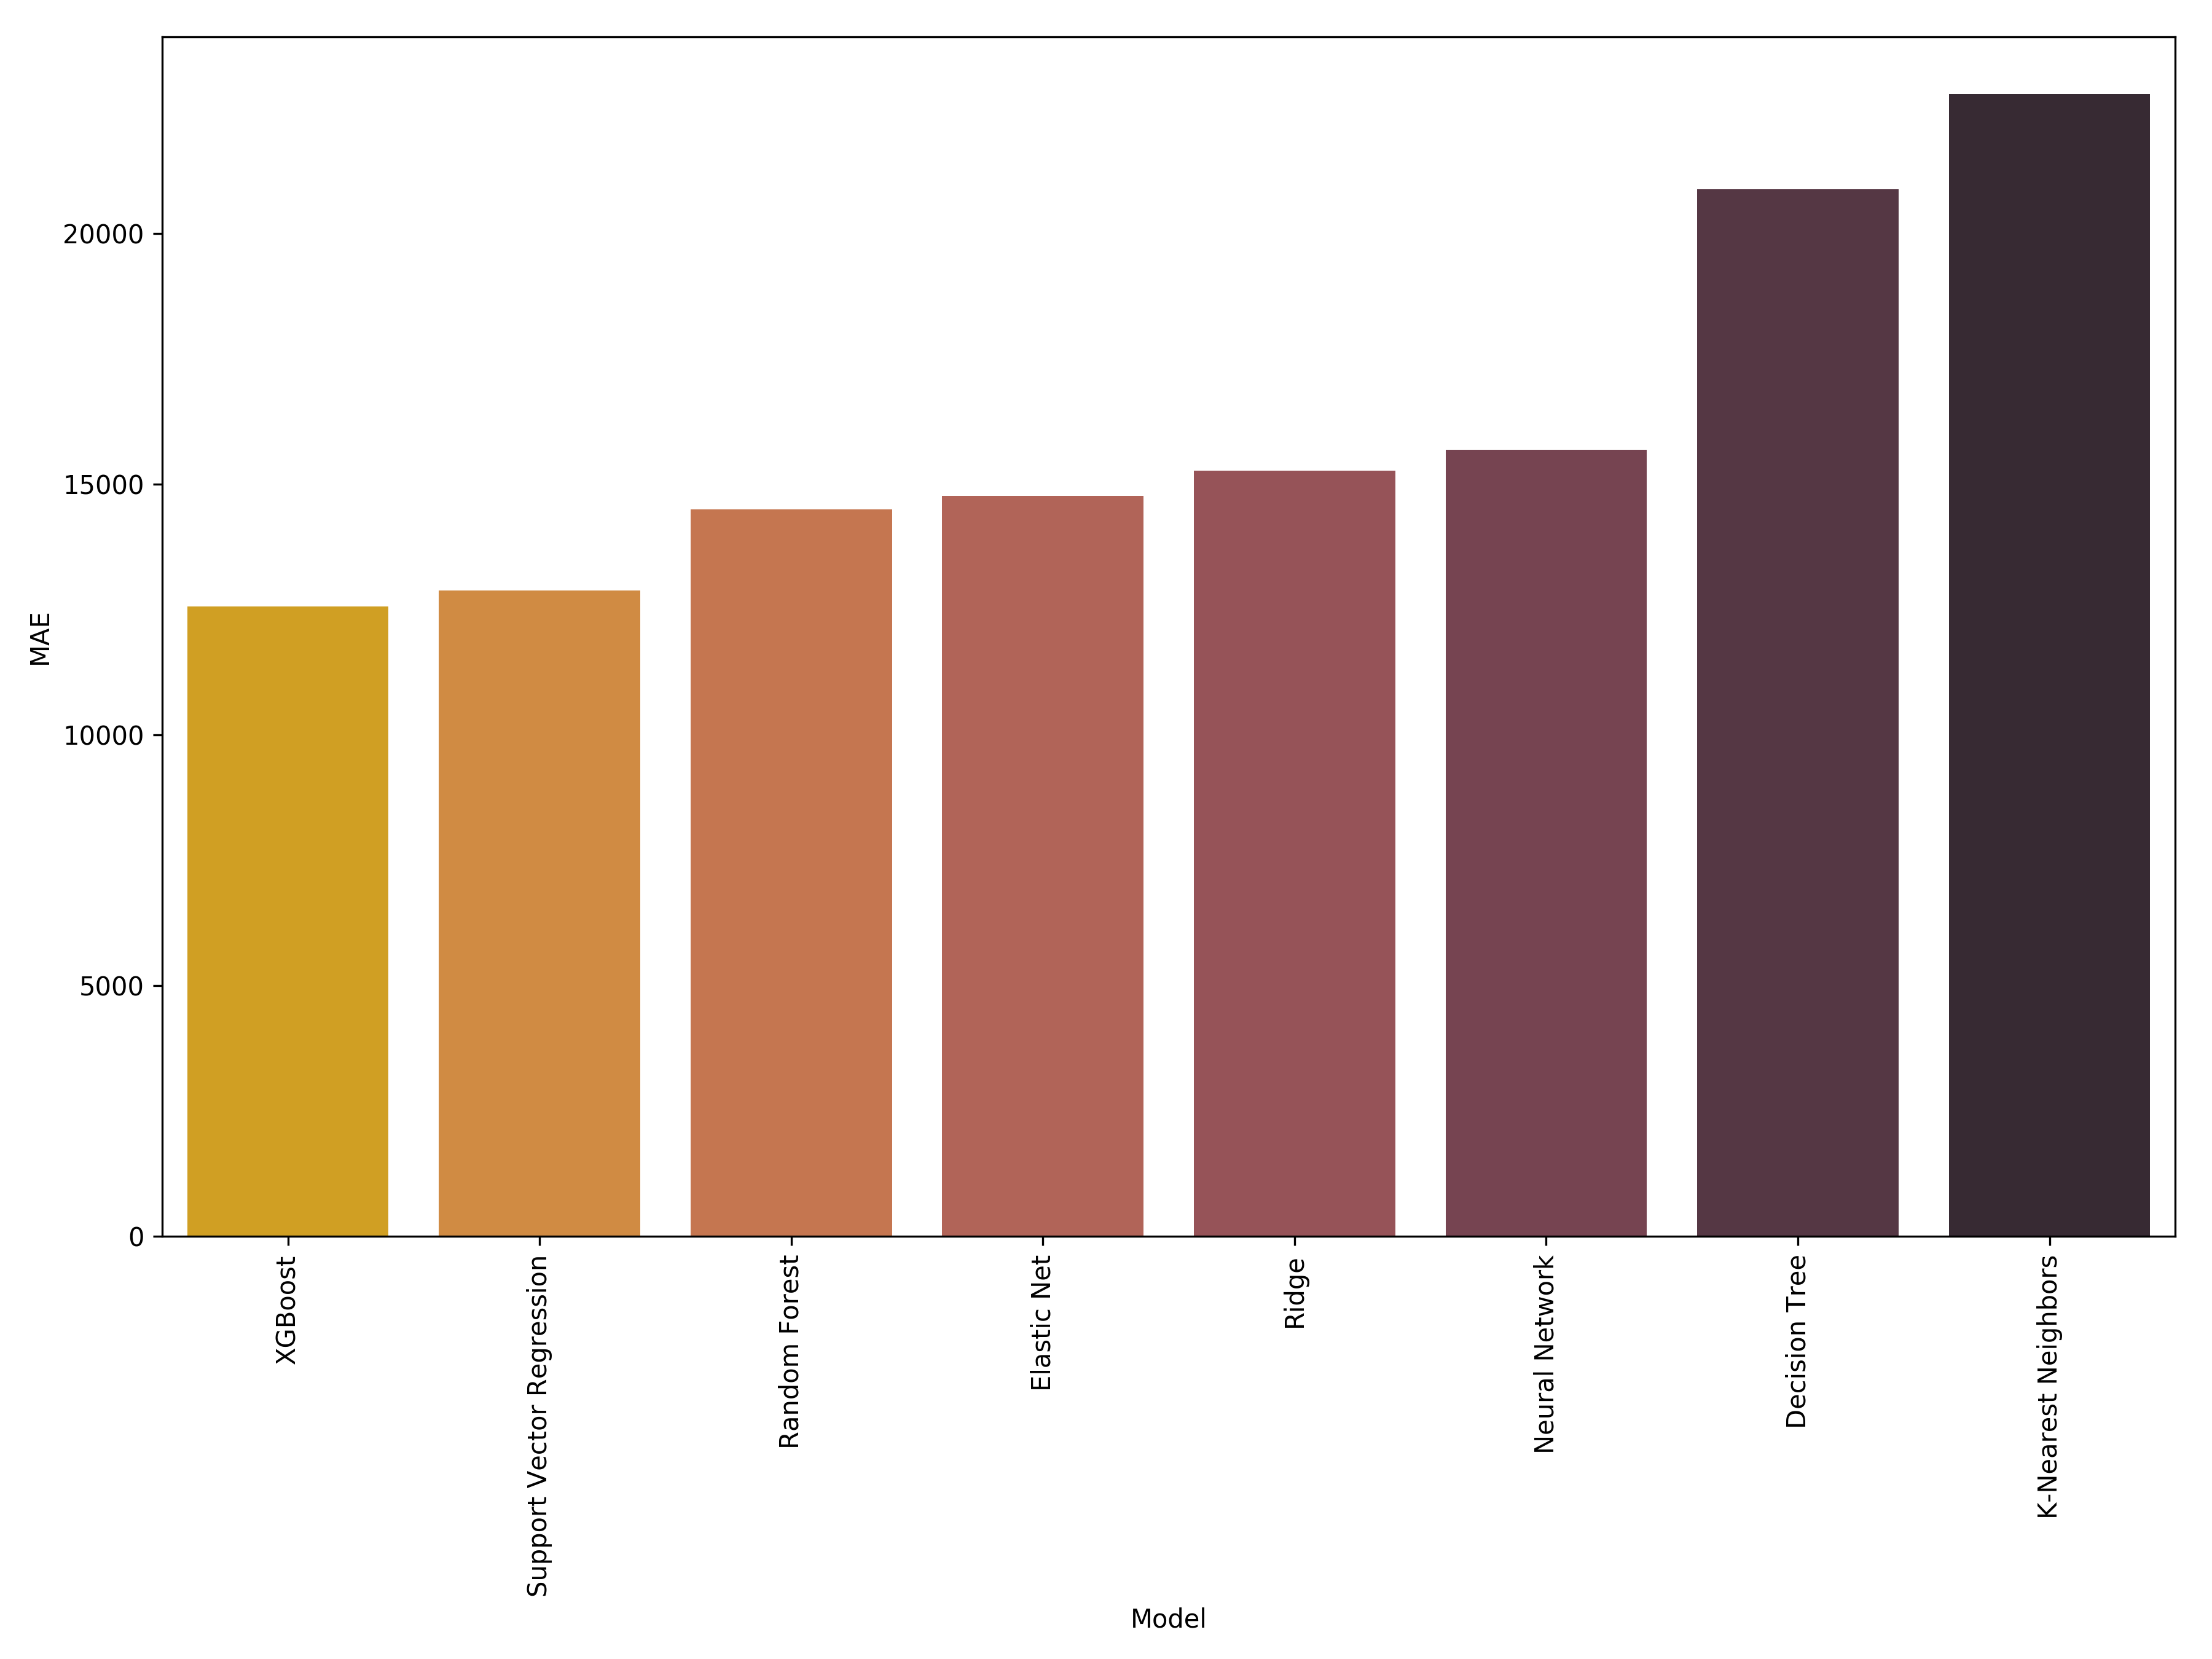 MAE
20000
15000
10000
5000
0
XGBoost
Support Vector Regression
Random Forest
Elastic Net
Ridge
Neural Network
Decision Tree
K-Nearest Neighbors
Model